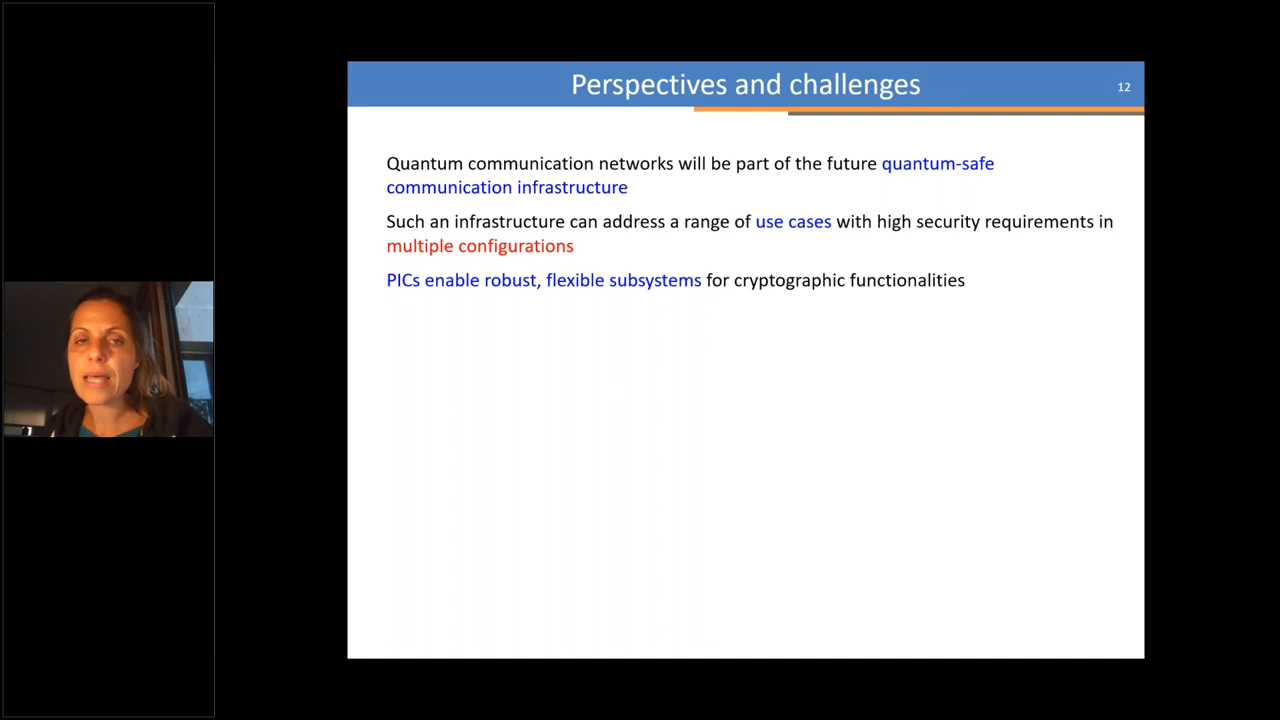 Perspectives and challenges
12
Quantum communication networks will be part of the future quantum-safe
communication infrastructure
Such an infrastructure can address a range of use cases with high security requirements in
multiple configurations
PICs enable robust, flexible subsystems for cryptographic functionalities